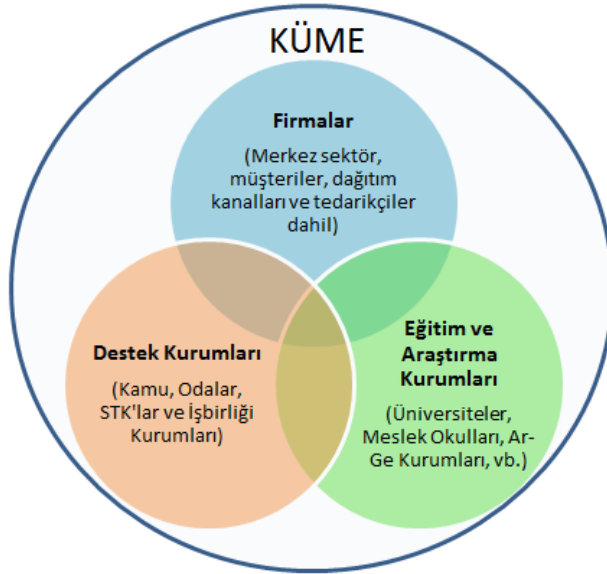 KÜME
Firmalar
(Merkez sektör,
müşteriler, dağıtım
kanalları ve tedarikçiler
dahil)
Destek Kurumları
(Kamu, Odalar,
STK'lar ve İşbirliği
Kurumları)
Eğitim ve
Araştırma
Kurumları
(Üniversiteler,
Meslek Okulları, Ar-
Ge Kurumları, vb.)